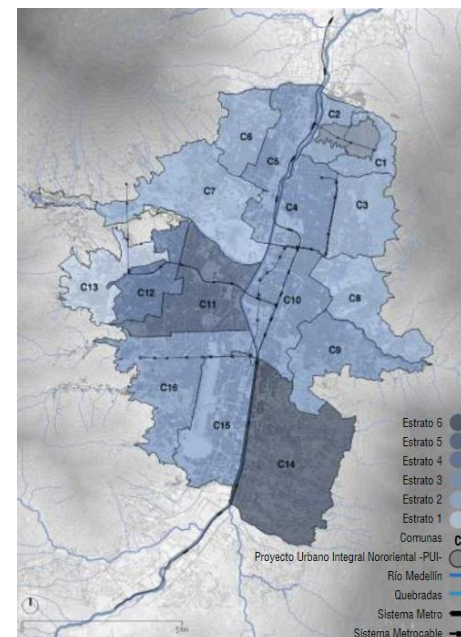 C2
C6
C1
C5
C7
C4
C3
C13
C12
C11
C10
C8
C9
C16
C15
C14
Estrato 6
Estrato 5
Estrato 4
Estrato 3
Estrato 2
Estrato 1
Comunas C
Proyecto Urbano Integral Nororiental -PUI-
Río Medellín
Quebradas
Sistema Metro
Sistema Metrocable